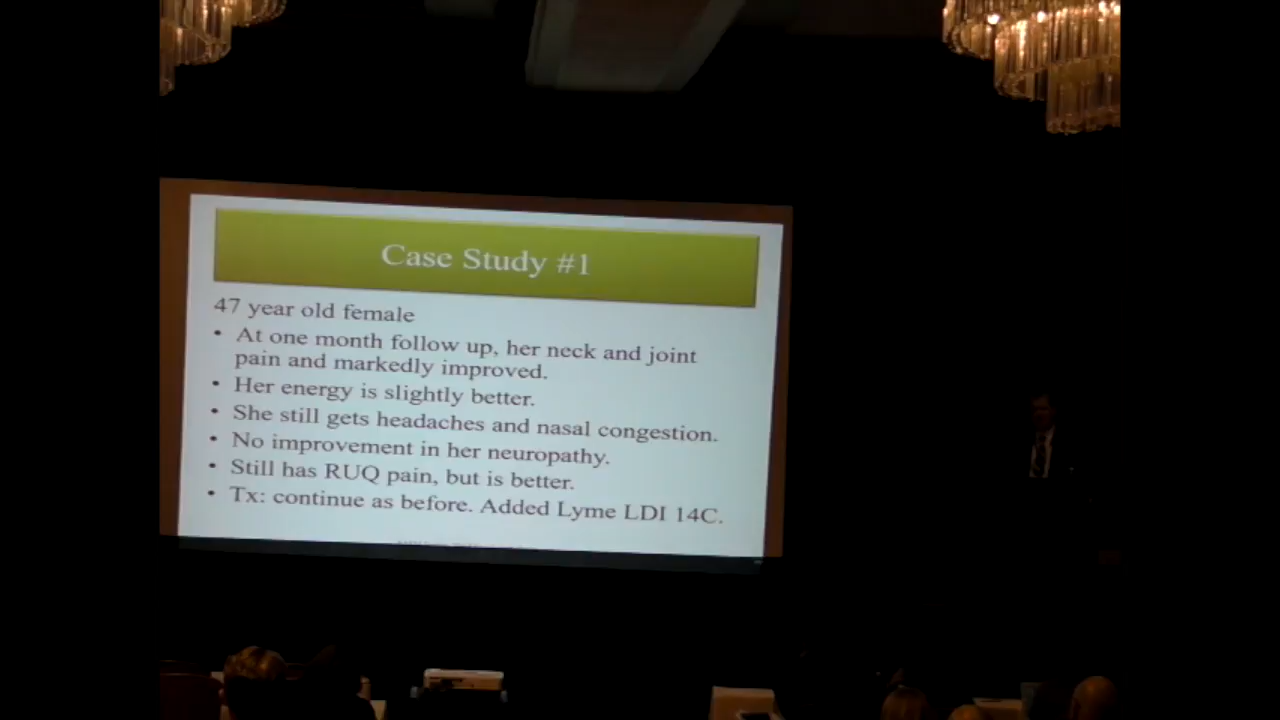 Case Study #1
47 year old female
• At one month follow up, her neck and joint
pain and markedly improved.
• Her energy is slightly better.
• She still gets headaches and nasal congestion.
• No improvement in her neuropathy.
• Still has RUQ pain, but is better.
• Tx: continue as before. Added Lyme LDI 14C.